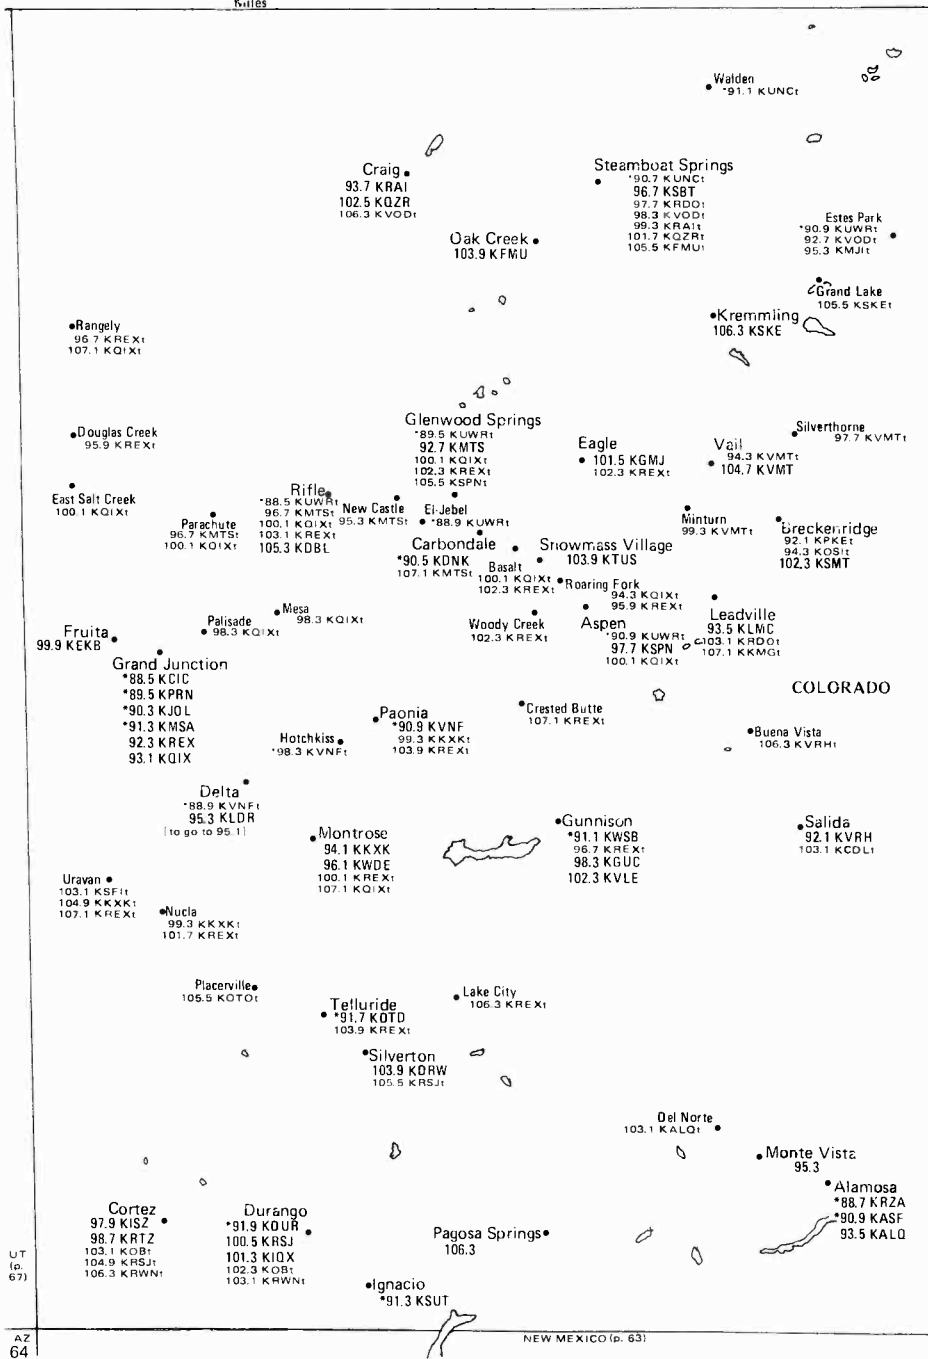 Miles
Walden
*91.1 KUNCt
Craig
93.7 KRAI
102.5 KQZR
106.3 KVODt
Steamboat Springs
*90.7 KUNCt
96.7 KSBT
97.7 KRDOt
98.3 KVODt
99.3 KRAIt
101.7 KQZRt
105.5 KFMUt
Estes Park
*90.9 KUWRt
92.7 KVODt
95.3 KMJIt
Oak Creek
103.9 KFMU
Grand Lake
105.5 KSKEt
Kremmling
106.3 KSKE
Rangely
96.7 KREXt
107.1 KQIXt
Douglas Creek
95.9 KREXt
Glenwood Springs
*89.5 KUWRt
92.7 KMTS
100.1 KQIXt
102.3 KREXt
105.5 KSPNt
Eagle
101.5 KGMJ
102.3 KREXt
Vail
94.3 KVMTt
104.7 KVMT
Silverthorne
97.7 KVMTt
East Salt Creek
100.1 KQIXt
Parachute
96.7 KMTSt
100.1 KQIXt
Rifle
*88.5 KUWRt
96.7 KMTSt
100.1 KQIXt
103.1 KREXt
105.3 KDBL
New Castle
95.3 KMTSt
El Jebel
*88.9 KUWRt
Carbondale
*90.5 KDNK
107.1 KMTSt
Basalt
100.1 KQIXt
102.3 KREXt
Snowmass Village
103.9 KTUS
Minturn
99.3 KVMTt
Breckenridge
92.1 KPKEt
94.3 KOSIt
102.3 KSMT
Roaring Fork
94.3 KQIXt
95.9 KREXt
Mesa
98.3 KQIXt
Palisade
98.3 KQIXt
Fruita
99.9 KEKB
Woody Creek
102.3 KREXt
Aspen
*90.9 KUWRt
97.7 KSPN
100.1 KQIXt
Leadville
93.5 KLMC
103.1 KRDOt
107.1 KKMGt
Grand Junction
*88.5 KCIC
*89.5 KPRN
*90.3 KJOL
*91.3 KMSA
92.3 KREX
93.1 KQIX
COLORADO
Crested Butte
107.1 KREXt
Paonia
*90.9 KVNF
99.3 KKXKt
103.9 KREXt
Hotchkiss
*98.3 KVNFt
Buena Vista
106.3 KVRHt
Delta
*88.9 KVNFt
95.3 KLDR
[to go to 95.1]
Montrose
94.1 KKXK
96.1 KWDE
100.1 KREXt
107.1 KQIXt
Gunnison
*91.1 KWSB
96.7 KREXt
98.3 KGUC
102.3 KVLE
Salida
92.1 KVRH
103.1 KCDLt
Uravan
103.1 KSFIt
104.9 KKXKt
107.1 KREXt
Nucla
99.3 KKXKt
101.7 KREXt
Placerville
105.5 KOTOt
Telluride
*91.7 KOTO
103.9 KREXt
Lake City
106.3 KREXt
Silverton
103.9 KDRW
105.5 KRSJt
Del Norte
103.1 KALQt
Monte Vista
95.3
Alamosa
*88.7 KRZA
*90.9 KASF
93.5 KALQ
Cortez
97.9 KISZ
98.7 KRTZ
103.1 KOBt
104.9 KRSJt
106.3 KRWNt
Durango
*91.9 KDUR
100.5 KRSJ
101.3 KIQX
102.3 KOBt
103.1 KRWNt
Pagosa Springs
106.3
Ignacio
*91.3 KSUT
UT
(p.
67)
AZ
64
NEW MEXICO (p. 63)